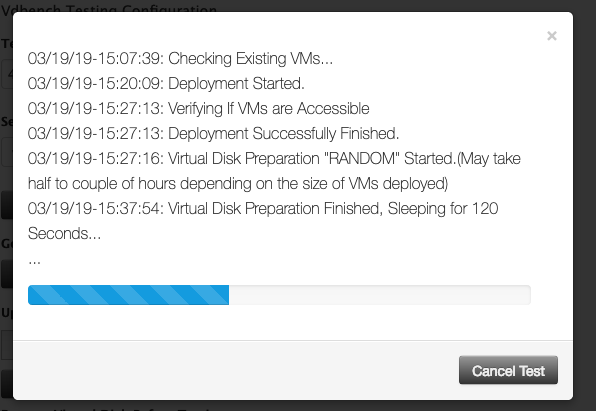 Vdbench Testing Configuration
×
03/19/19-15:07:39: Checking Existing VMs...
03/19/19-15:20:09: Deployment Started.
03/19/19-15:27:13: Verifying If VMs are Accessible
03/19/19-15:27:13: Deployment Successfully Finished.
03/19/19-15:27:16: Virtual Disk Preparation "RANDOM" Started.(May take
half to couple of hours depending on the size of VMs deployed)
03/19/19-15:37:54: Virtual Disk Preparation Finished, Sleeping for 120
Seconds...
...
Cancel Test